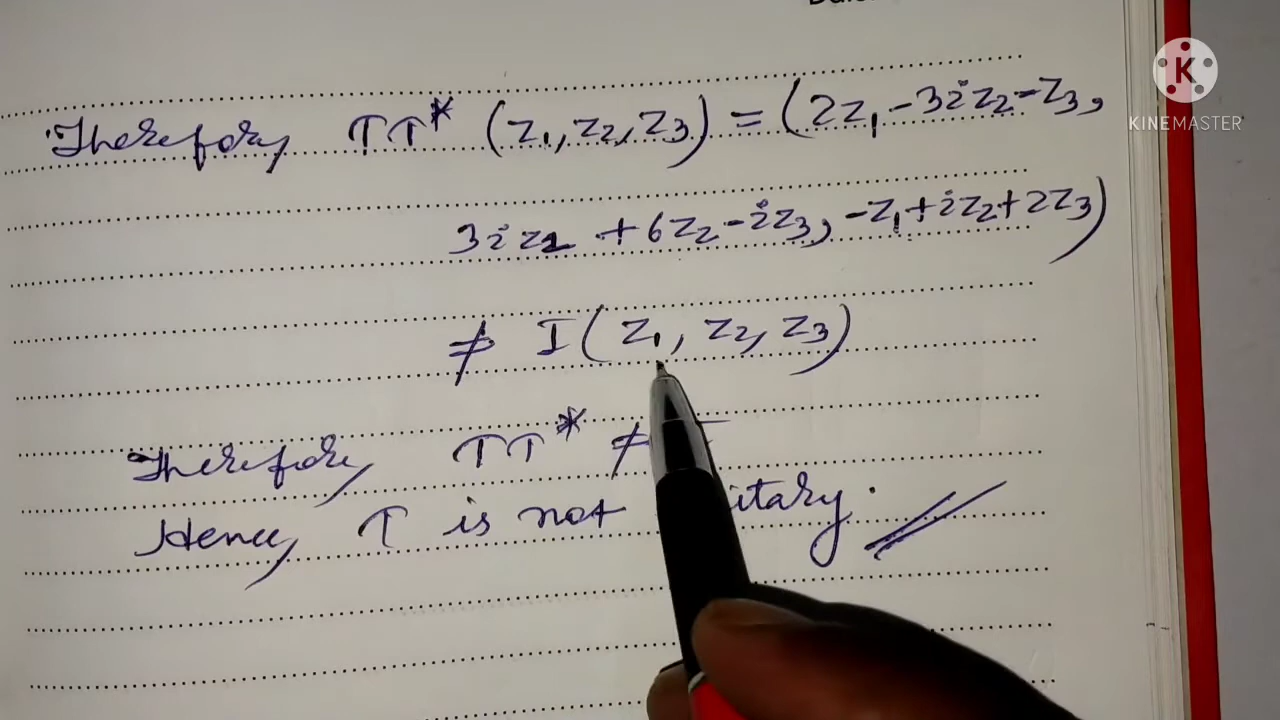 Therefore, TT* (z1, z2, z3) = (2z1 - 3iz2 - z3,
3iz1 + 6z2 - iz3, -z1 + iz2 + 2z3)
≠ I(z1, z2, z3)
Therefore, TT* ≠
Hence, T is not unitary.
KINEMASTER